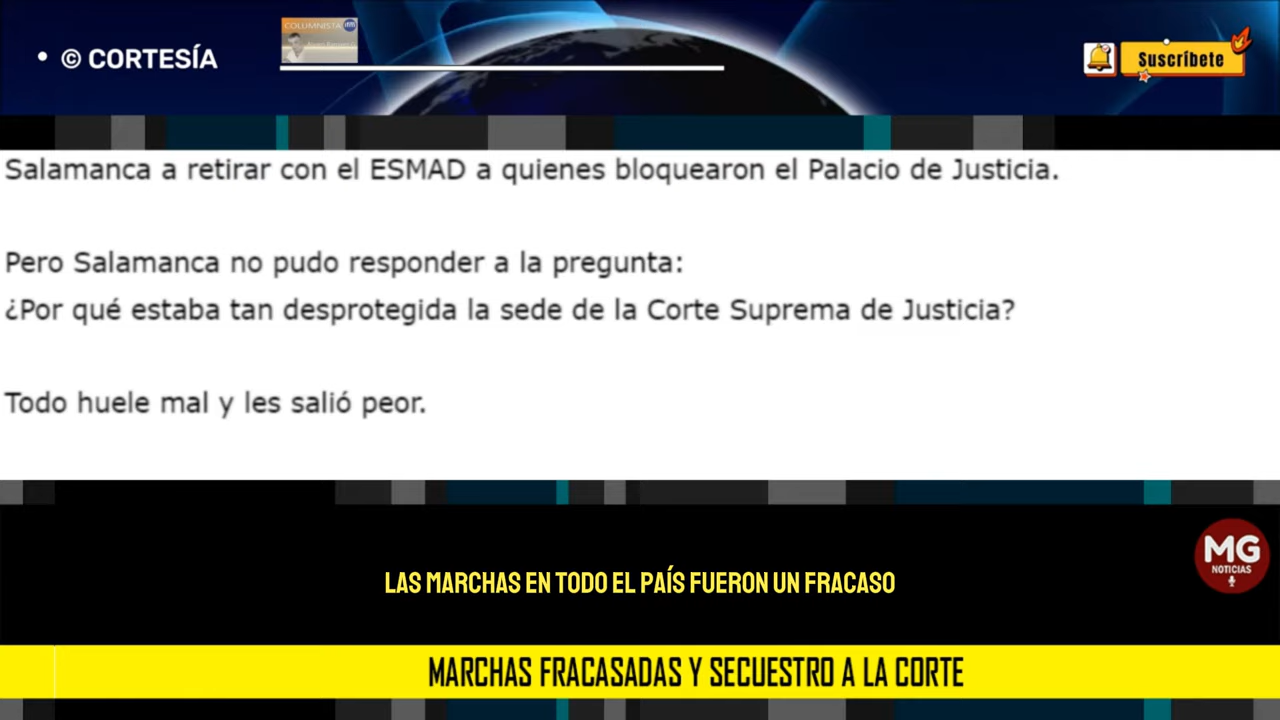 • © CORTESÍA
COLUMNISTA
Suscríbete
Salamanca a retirar con el ESMAD a quienes bloquearon el Palacio de Justicia.
Pero Salamanca no pudo responder a la pregunta:
¿Por qué estaba tan desprotegida la sede de la Corte Suprema de Justicia?
Todo huele mal y les salió peor.
MG
NOTICIAS
LAS MARCHAS EN TODO EL PAÍS FUERON UN FRACASO
MARCHAS FRACASADAS Y SECUESTRO A LA CORTE